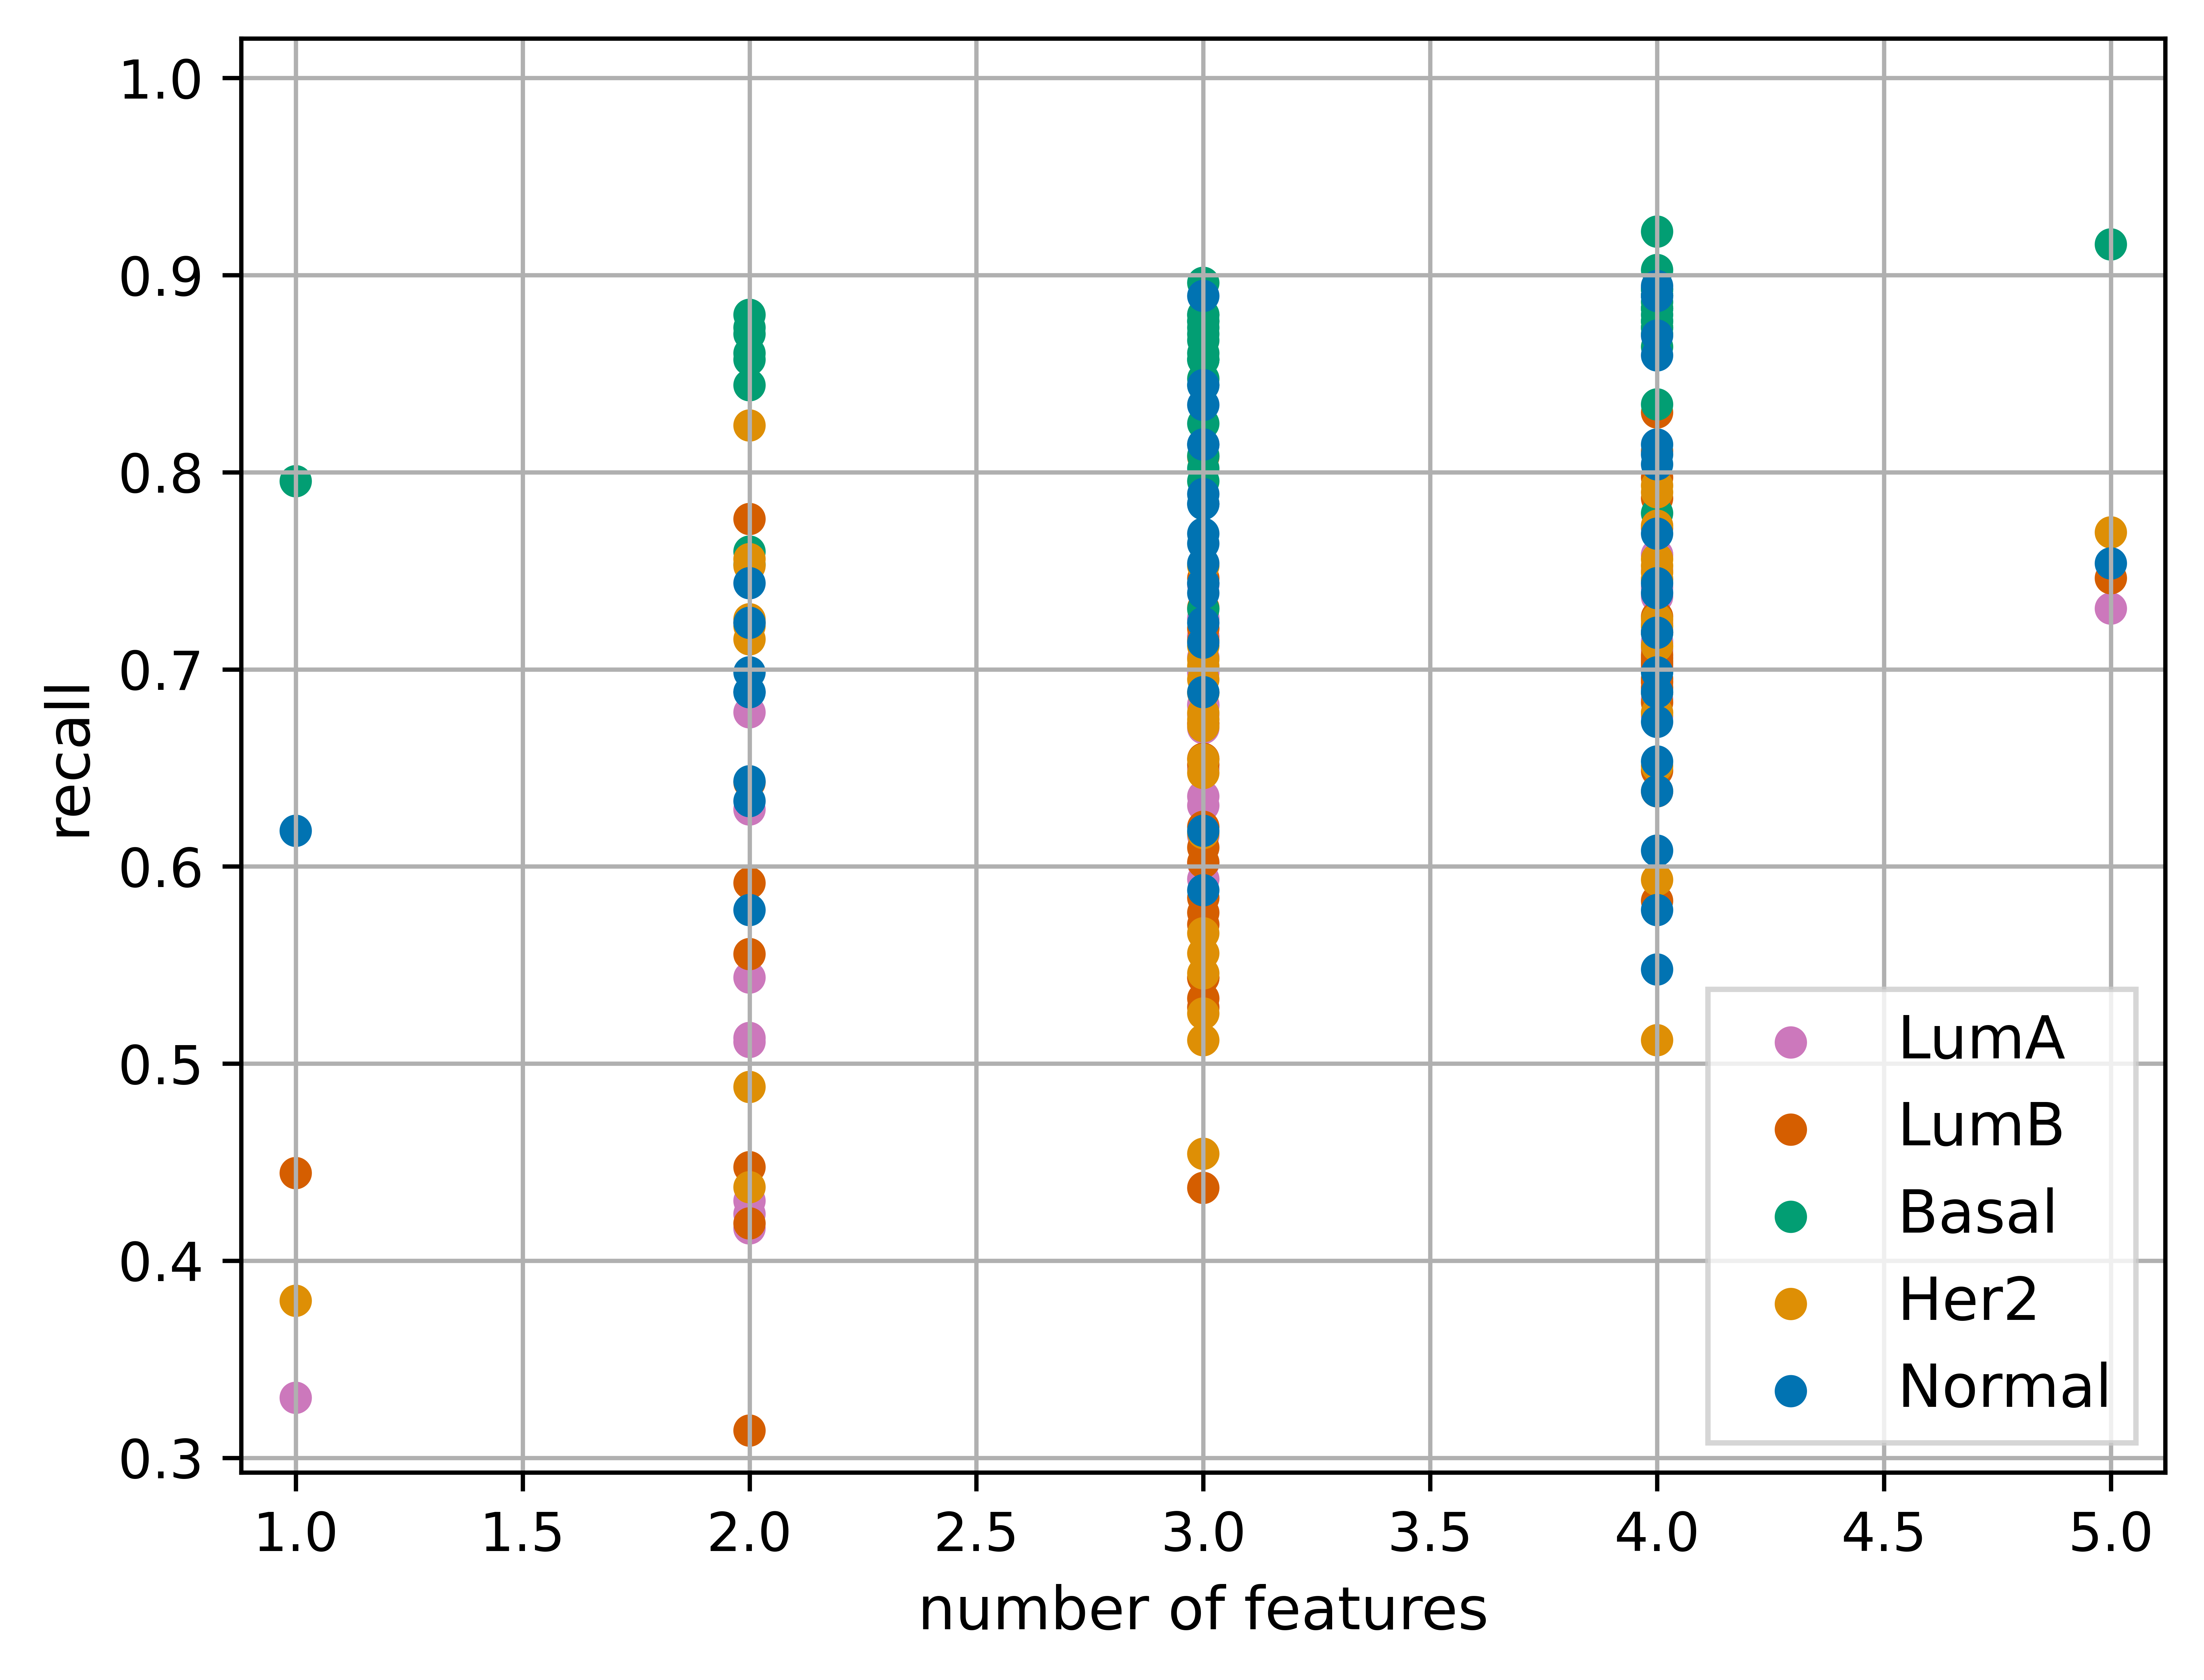 1.0
0.9
0.8
0.7
0.6
0.5
0.4
0.3
recall
LumA
LumB
Basal
Her2
Normal
1.0 1.5 2.0 2.5 3.0 3.5 4.0 4.5 5.0
number of features